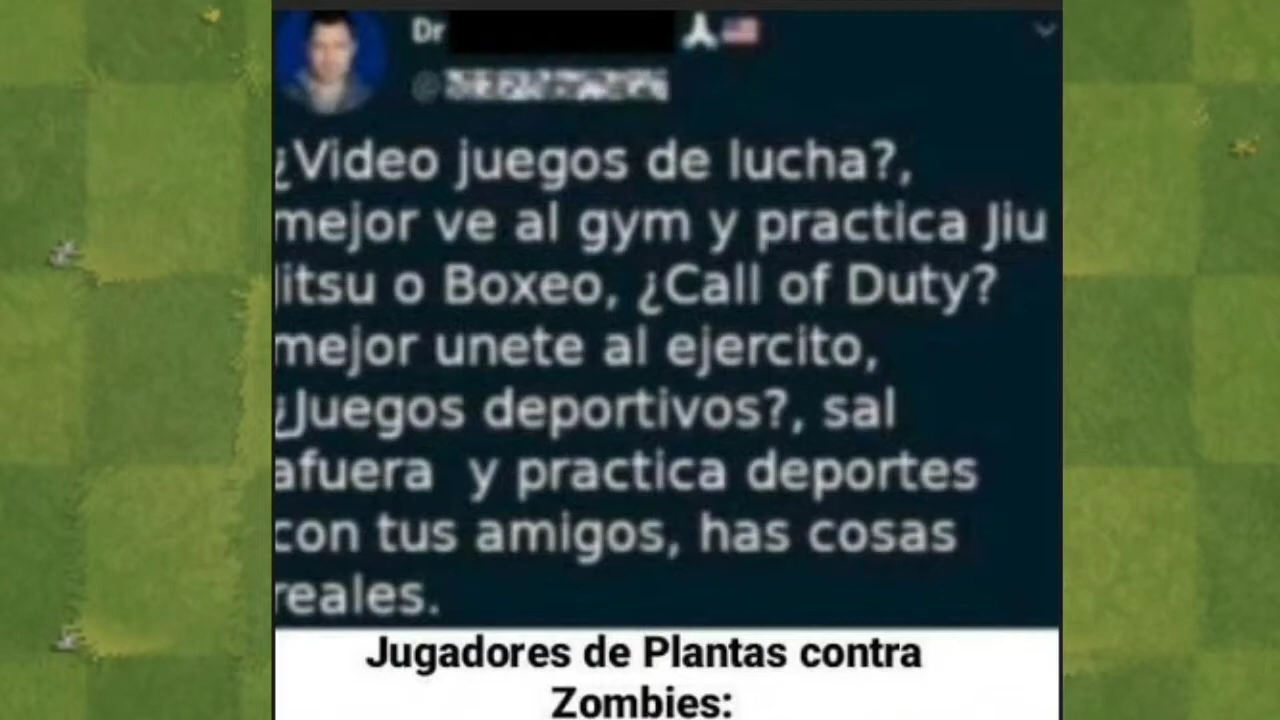 Dr
@
¿Video juegos de lucha?,
mejor ve al gym y practica Jiu
Jitsu o Boxeo, ¿Call of Duty?
mejor unete al ejercito,
¿Juegos deportivos?, sal
afuera y practica deportes
con tus amigos, has cosas
reales.
Jugadores de Plantas contra
Zombies: